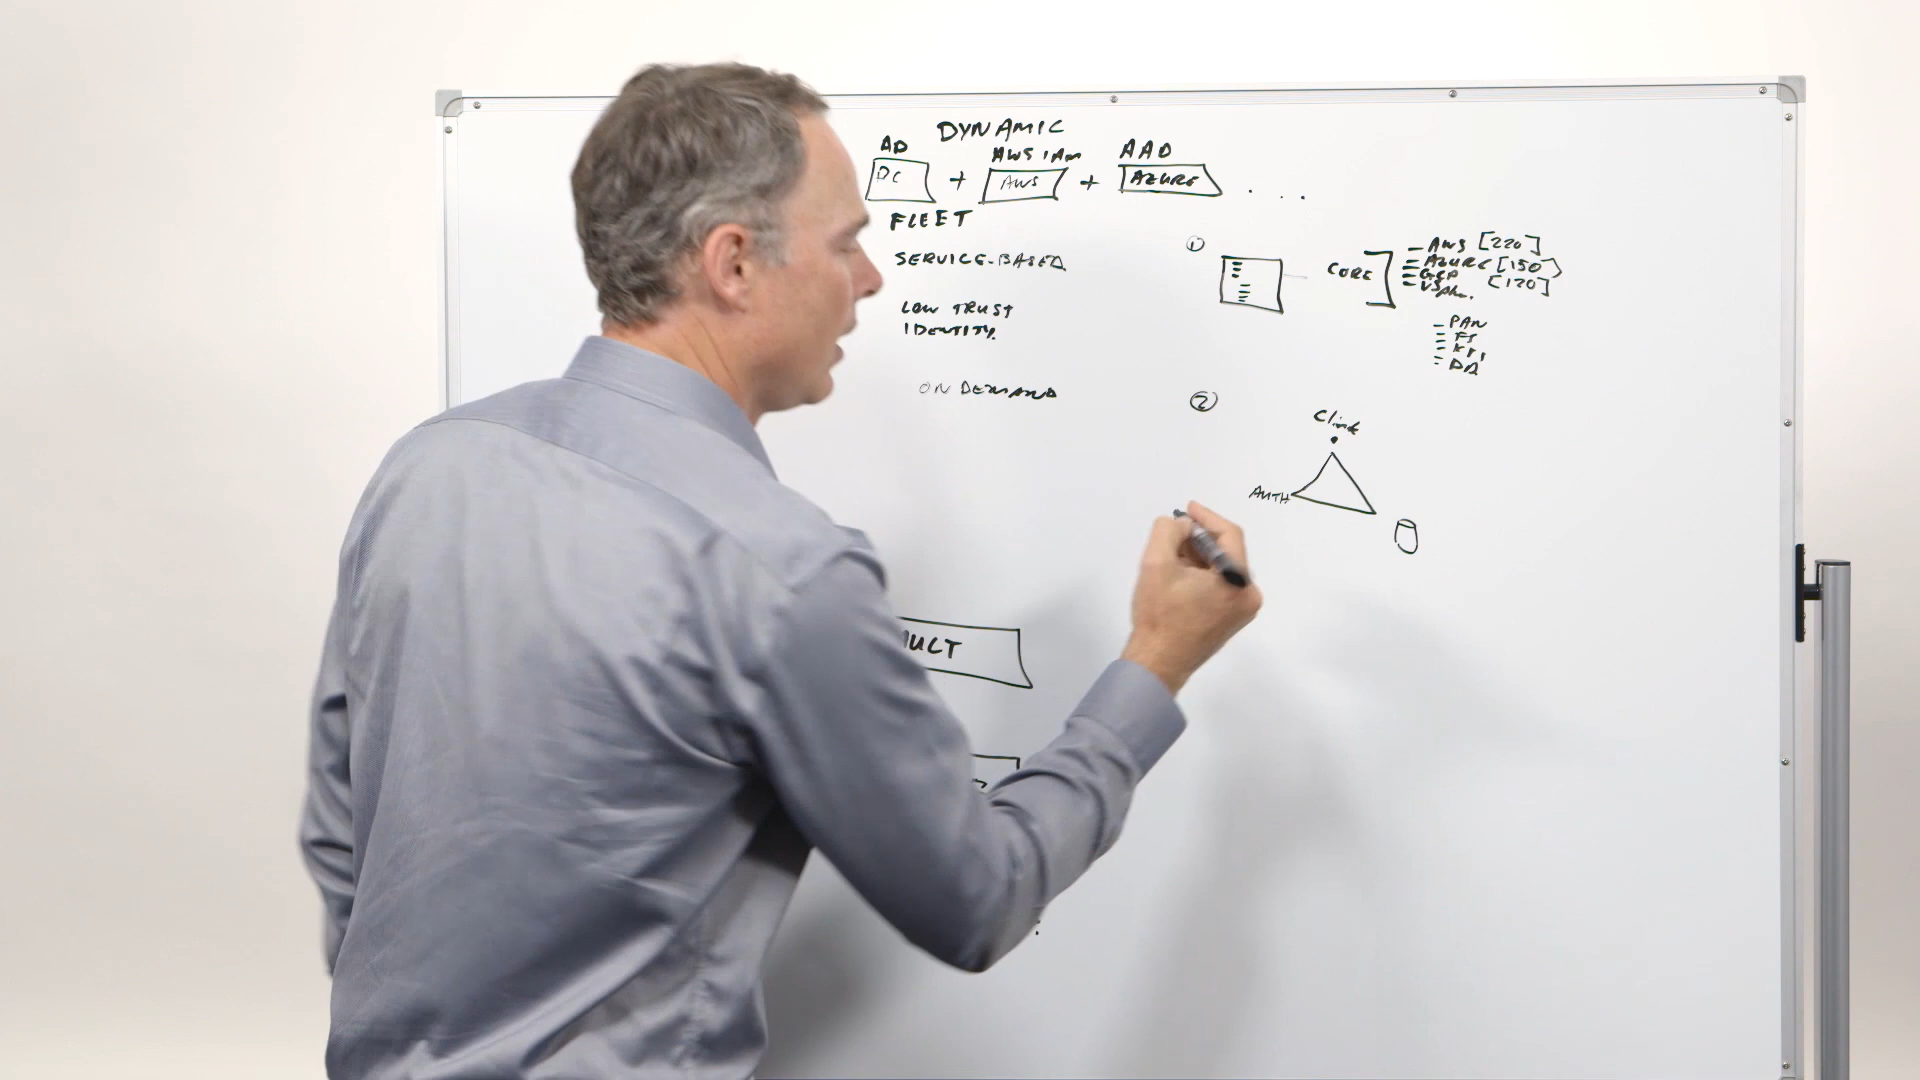 DYNAMIC
AD
AWS IAM
AAD
DC + AWS + AZURE . . .
FLEET
SERVICE-BASED
LOW TRUST
IDENTITY
ON DEMAND
①
CORE
- AWS [220]
- AZURE [150]
- GCP [120]
- PAN
- F5
②
Client
AUTH
ULT